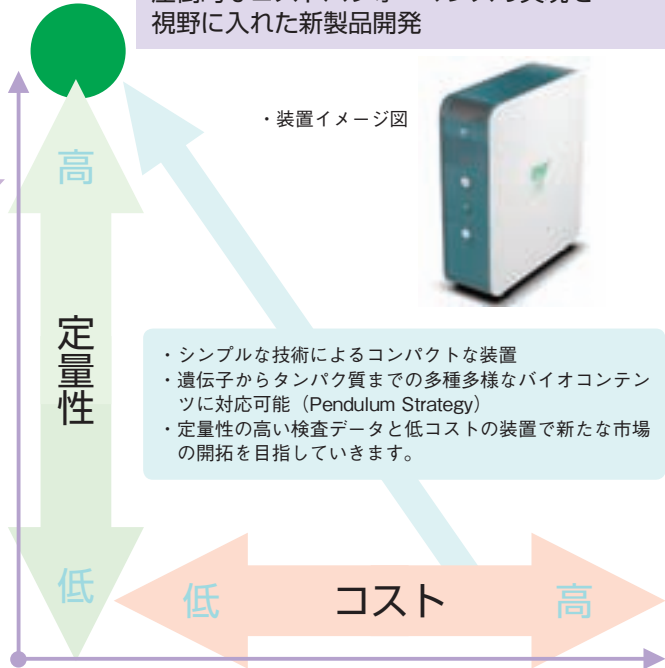 視野に入れた新製品開発
・装置イメージ図
高
定量性
・シンプルな技術によるコンパクトな装置
・遺伝子からタンパク質までの多種多様なバイオコンテン
ツに対応可能（Pendulum Strategy）
・定量性の高い検査データと低コストの装置で新たな市場
の開拓を目指していきます。
低
低 コスト 高